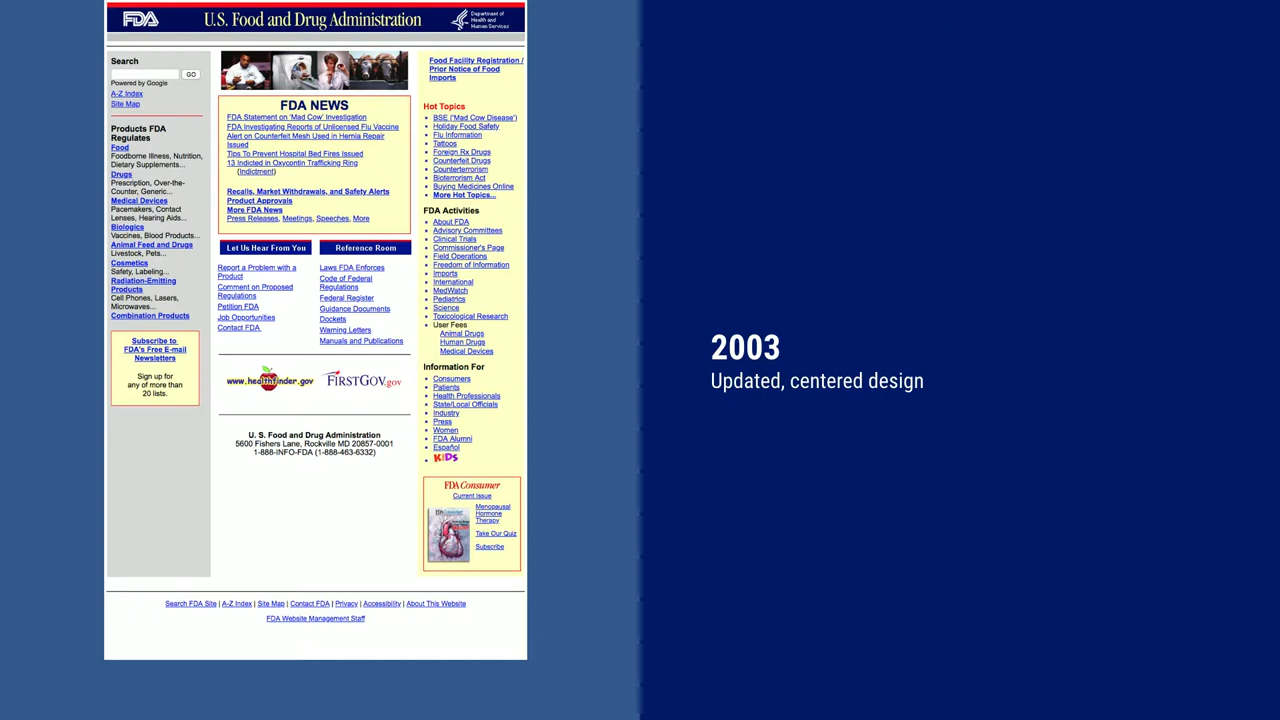 FDA
U.S. Food and Drug Administration
Department of
Health and
Human Services
Search
GO
Powered by Google
A-Z Index
Site Map
Products FDA
Regulates
Food
Foodborne Illness, Nutrition,
Dietary Supplements...
Drugs
Prescription, Over-the-
Counter, Generic...
Medical Devices
Pacemakers, Contact
Lenses, Hearing Aids...
Biologics
Vaccines, Blood Products...
Animal Feed and Drugs
Livestock, Pets...
Cosmetics
Safety, Labeling...
Radiation-Emitting
Products
Cell Phones, Lasers,
Microwaves...
Combination Products
Subscribe to
FDA's Free E-mail
Newsletters
Sign up for
any of more than
20 lists.
FDA NEWS
FDA Statement on 'Mad Cow' Investigation
FDA Investigating Reports of Unlicensed Flu Vaccine
Alert on Counterfeit Mesh Used in Hernia Repair
Issued
Tips To Prevent Hospital Bed Fires Issued
13 Indicted in Oxycontin Trafficking Ring
(Indictment)
Recalls, Market Withdrawals, and Safety Alerts
Product Approvals
More FDA News
Press Releases, Meetings, Speeches, More
Let Us Hear From You
Report a Problem with a
Product
Comment on Proposed
Regulations
Petition FDA
Job Opportunities
Contact FDA
Reference Room
Laws FDA Enforces
Code of Federal
Regulations
Federal Register
Guidance Documents
Dockets
Warning Letters
Manuals and Publications
www.healthfinder.gov
FIRSTGOV.gov
U. S. Food and Drug Administration
5600 Fishers Lane, Rockville MD 20857-0001
1-888-INFO-FDA (1-888-463-6332)
Food Facility Registration /
Prior Notice of Food
Imports
Hot Topics
BSE ('Mad Cow Disease')
Holiday Food Safety
Flu Information
Tattoos
Foreign Rx Drugs
Counterfeit Drugs
Counterterrorism
Bioterrorism Act
Buying Medicines Online
More Hot Topics...
FDA Activities
About FDA
Advisory Committees
Clinical Trials
Commissioner's Page
Field Operations
Freedom of Information
Imports
International
MedWatch
Pediatrics
Science
Toxicological Research
User Fees
Animal Drugs
Human Drugs
Medical Devices
Information For
Consumers
Patients
Health Professionals
State/Local Officials
Industry
Press
Women
FDA Alumni
Español
KiDS
FDA Consumer
Current Issue
Menopausal
Hormone
Therapy
Take Our Quiz
Subscribe
Search FDA Site | A-Z Index | Site Map | Contact FDA | Privacy | Accessibility | About This Website
FDA Website Management Staff
2003
Updated, centered design